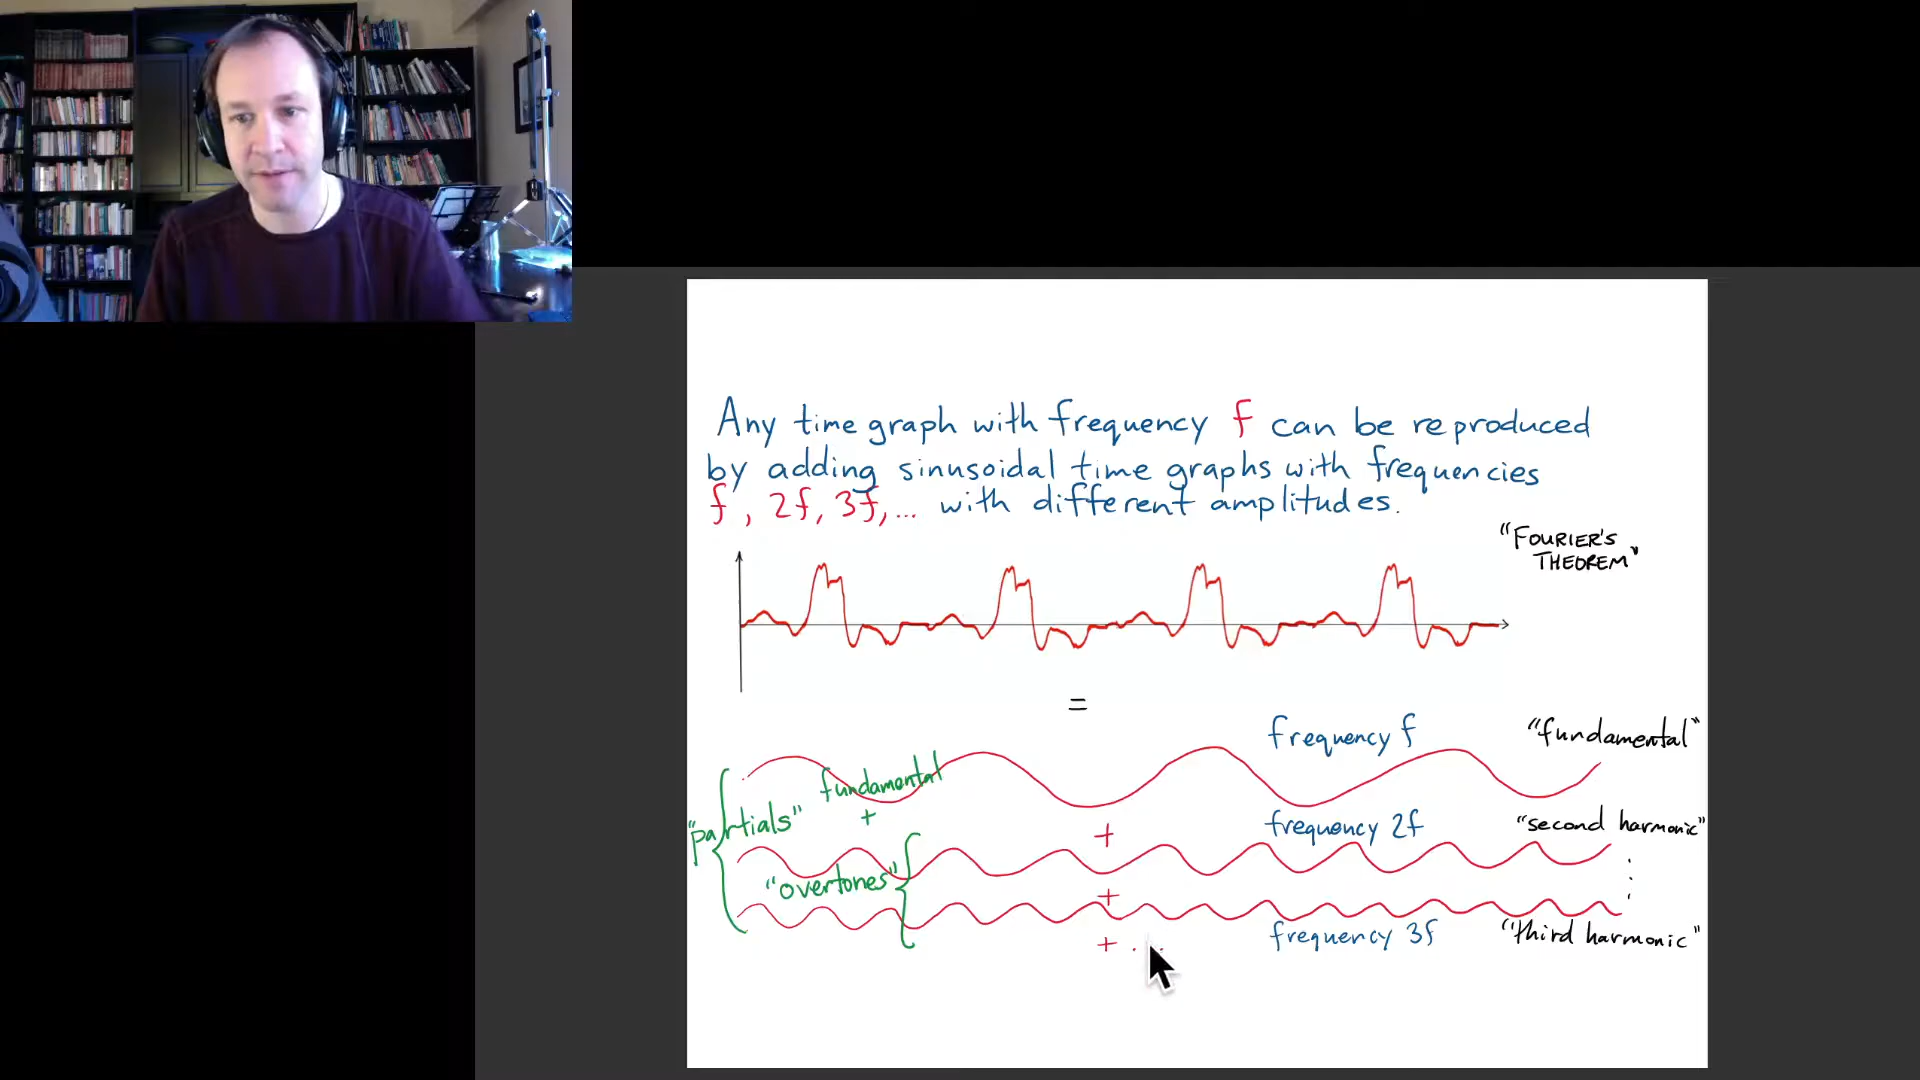 Any time graph with frequency f can be reproduced
by adding sinusoidal time graphs with frequencies
f, 2f, 3f,... with different amplitudes.
"FOURIER'S
THEOREM"
=
frequency f
"fundamental"
fundamental
+
"partials"
+
frequency 2f
"second harmonic"
"overtones"
+
+ ...
frequency 3f
"third harmonic"